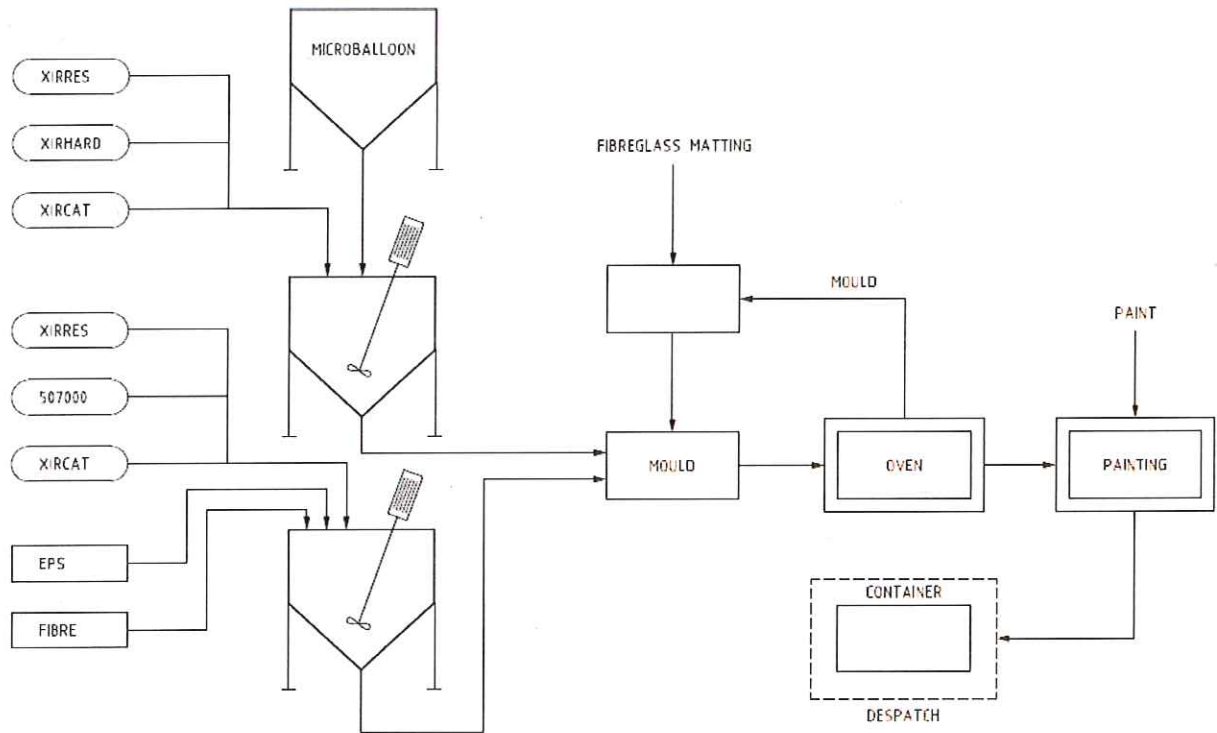 MICROBALLOON
XIRRES
XIRHARD
XIRCAT
FIBREGLASS MATTING
MOULD
XIRRES
PAINT
507000
XIRCAT
MOULD
OVEN
PAINTING
EPS
FIBRE
CONTAINER
DESPATCH